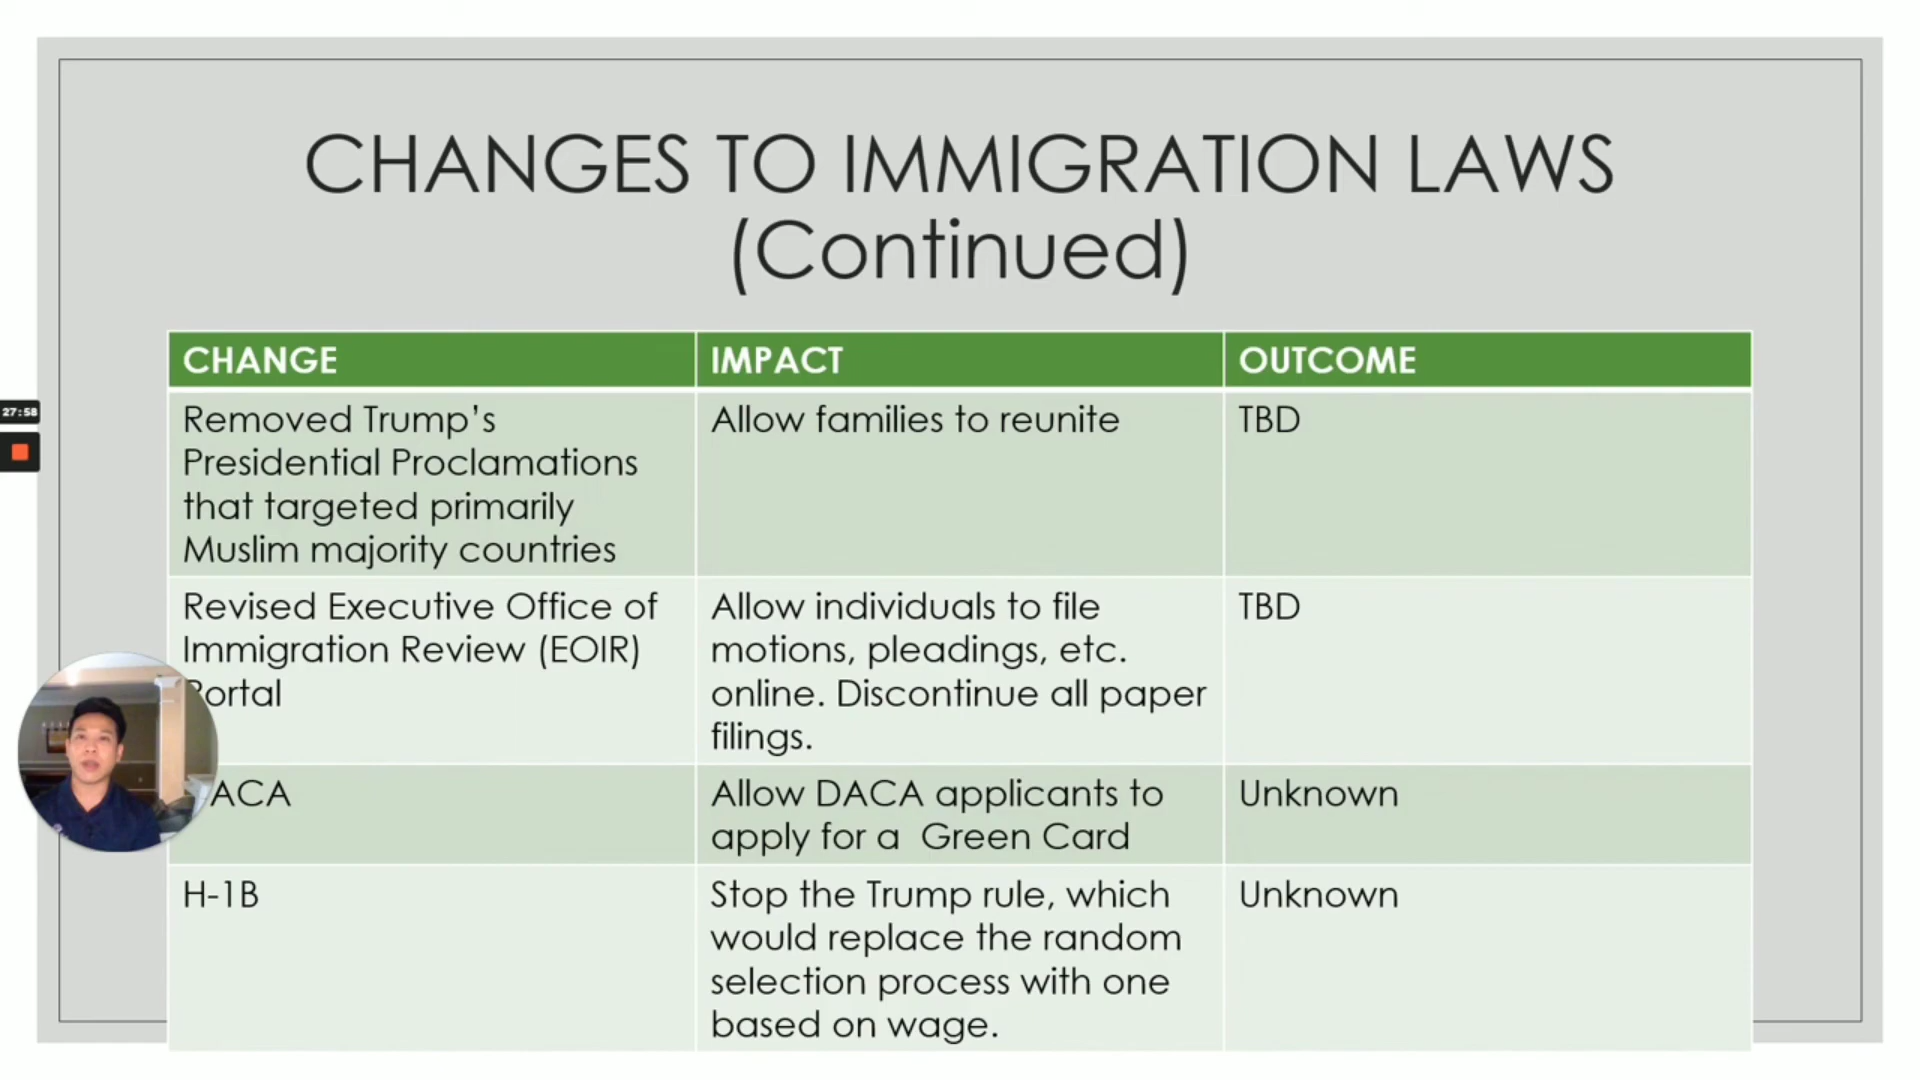 CHANGES TO IMMIGRATION LAWS
(Continued)
CHANGE
IMPACT
OUTCOME
Removed Trump’s
Presidential Proclamations
that targeted primarily
Muslim majority countries
Allow families to reunite
TBD
Revised Executive Office of
Immigration Review (EOIR)
Portal
Allow individuals to file
motions, pleadings, etc.
online. Discontinue all paper
filings.
TBD
ACA
Allow DACA applicants to
apply for a  Green Card
Unknown
H-1B
Stop the Trump rule, which
would replace the random
selection process with one
based on wage.
Unknown
27:58